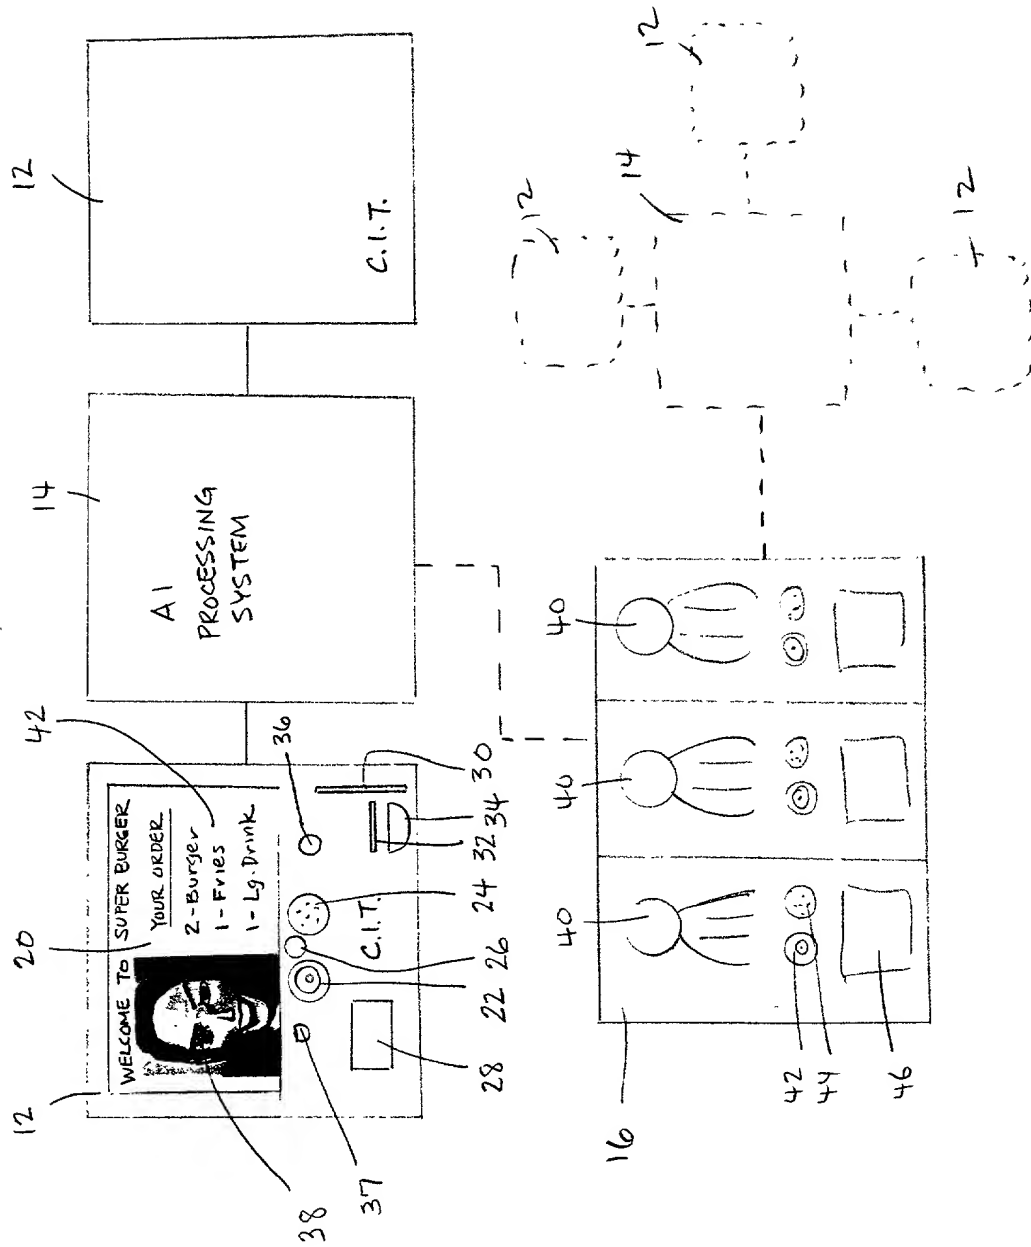 12
20
14
12
WELCOME TO SUPER BURGER
YOUR ORDER
2-Burger
1-Fries
1-Lg. Drink
42
AI
PROCESSING
SYSTEM
36
38
37
C.I.T.
C.I.T.
28 22 26 24 32 34 30
12
40 40 40
16
14
12
42
44
46
12